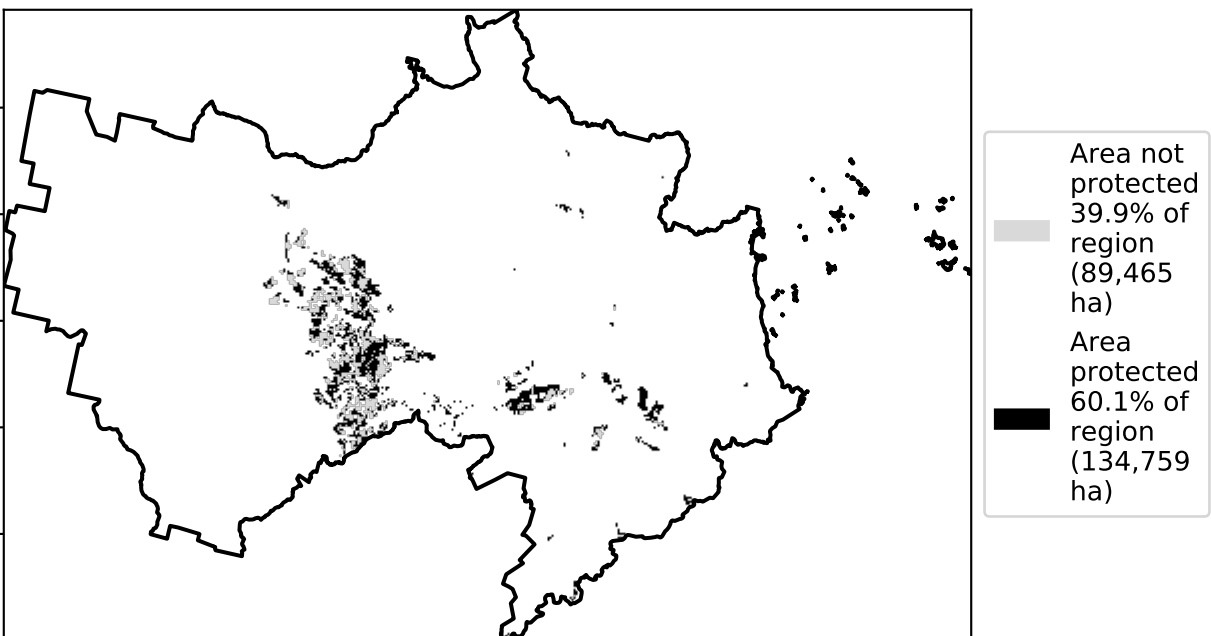 Area not
protected
39.9% of
region
(89,465
ha)
Area
protected
60.1% of
region
(134,759
ha)